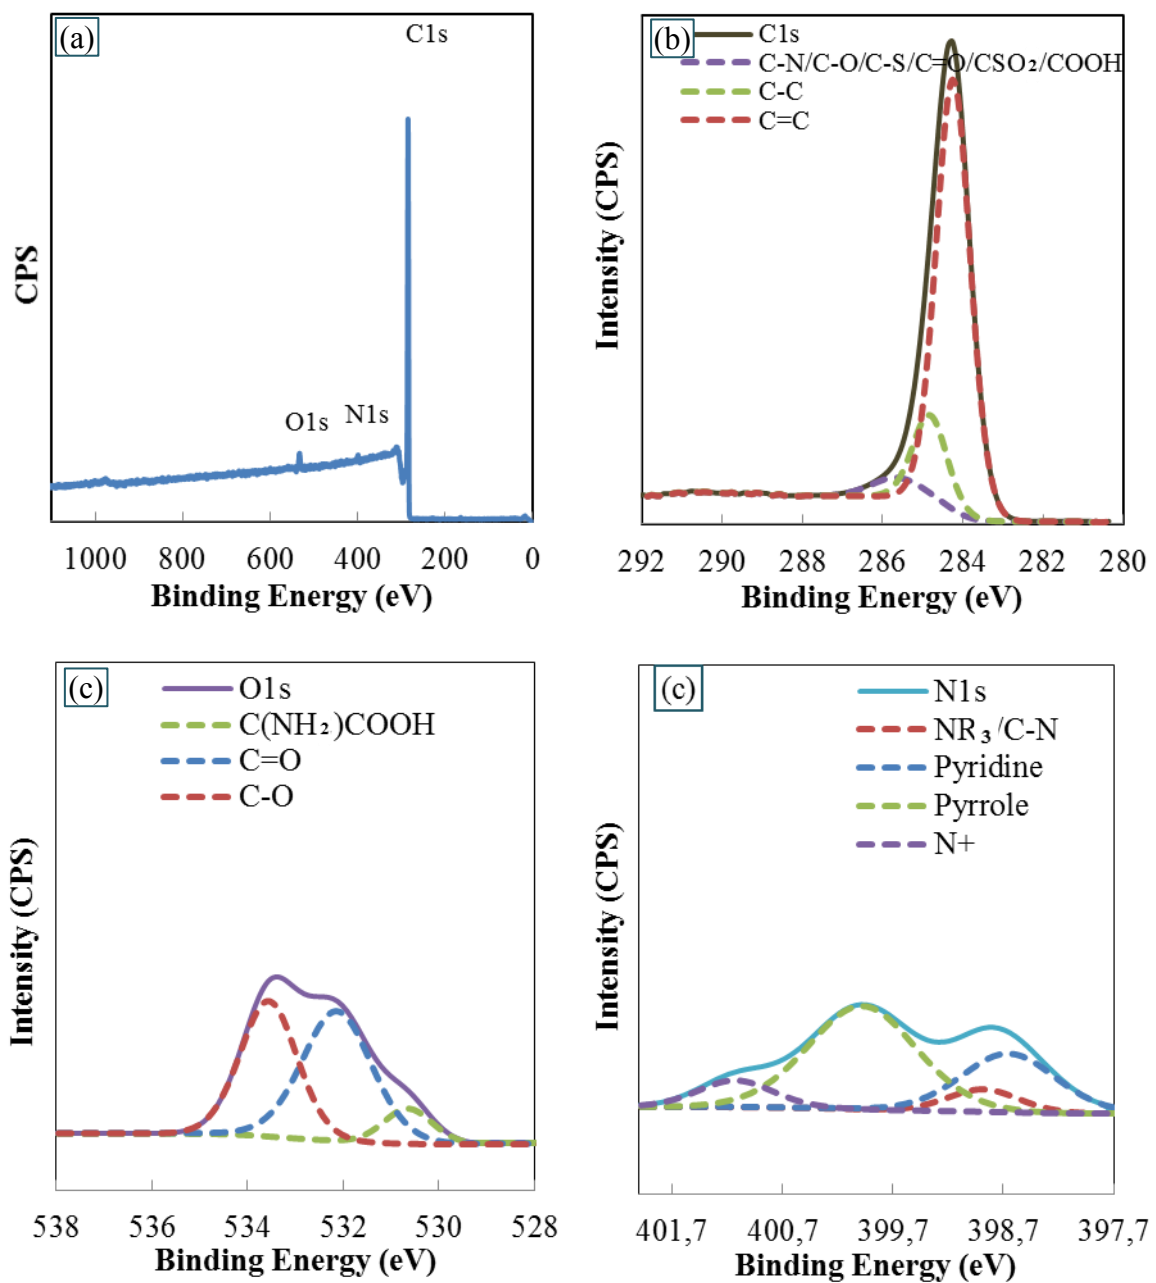 (a)
C1s
O1s
N1s
CPS
1000 800 600 400 200 0
Binding Energy (eV)
(b)
C1s
C-N/C-O/C-S/C=O/CSO₂/COOH
C-C
C=C
Intensity (CPS)
292 290 288 286 284 282 280
Binding Energy (eV)
(c)
O1s
C(NH₂)COOH
C=O
C-O
Intensity (CPS)
538 536 534 532 530 528
Binding Energy (eV)
(c)
N1s
NR₃/C-N
Pyridine
Pyrrole
N+
Intensity (CPS)
401,7 400,7 399,7 398,7 397,7
Binding Energy (eV)